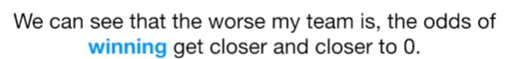 We can see that the worse my team is, the odds of
winning get closer and closer to 0.